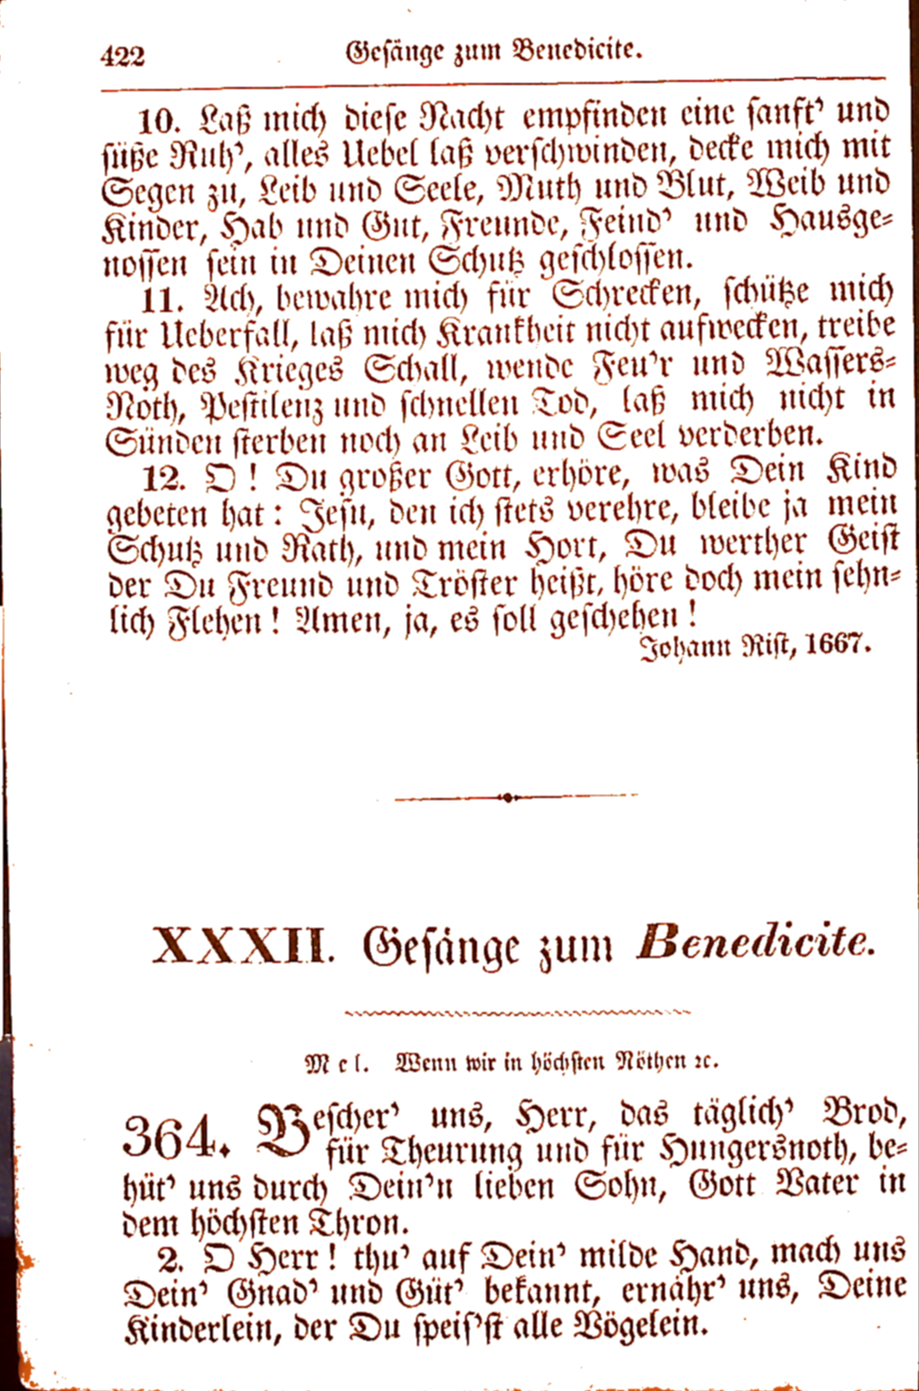 422 Gesänge zum Benedicite.
10. Laß mich diese Nacht empfinden eine sanft' und
süße Ruh', alles Uebel laß verschwinden, decke mich mit
Segen zu, Leib und Seele, Muth und Blut, Weib und
Kinder, Hab und Gut, Freunde, Feind' und Hausge-
nossen sein in Deinen Schutz geschlossen.
11. Ach, bewahre mich für Schrecken, schütze mich
für Ueberfall, laß mich Krankheit nicht aufwecken, treibe
weg des Krieges Schall, wende Feu'r und Wassers-
Noth, Pestilenz und schnellen Tod, laß mich nicht in
Sünden sterben noch an Leib und Seel verderben.
12. O! Du großer Gott, erhöre, was Dein Kind
gebeten hat: Jesu, den ich stets verehre, bleibe ja mein
Schutz und Rath, und mein Hort, Du werther Geist
der Du Freund und Tröster heißt, höre doch mein sehn-
lich Flehen! Amen, ja, es soll geschehen!
Johann Rist, 1667.
XXXII. Gesänge zum Benedicite.
Mel. Wenn wir in höchsten Nöthen ꝛc.
364. Bescher' uns, Herr, das täglich' Brod,
für Theurung und für Hungersnoth, be-
hüt' uns durch Dein'n lieben Sohn, Gott Vater in
dem höchsten Thron.
2. O Herr! thu' auf Dein' milde Hand, mach uns
Dein' Gnad' und Güt' bekannt, ernähr' uns, Deine
Kinderlein, der Du speis'st alle Vögelein.